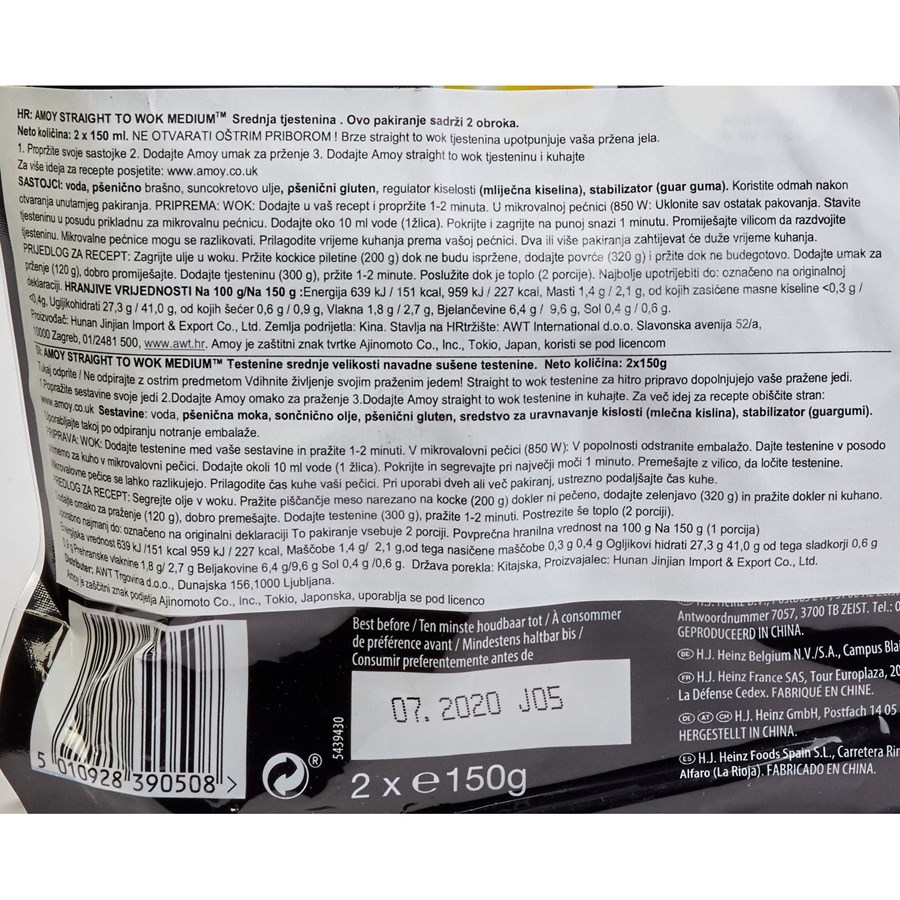 HR: AMOY STRAIGHT TO WOK MEDIUM™ Srednja tjestenina . Ovo pakiranje sadrži 2 obroka.
Neto količina: 2 x 150 ml. NE OTVARATI OŠTRIM PRIBOROM ! Brze straight to wok tjestenina upotpunjuje vaša pržena jela.
1. Propržite svoje sastojke 2. Dodajte Amoy umak za prženje 3. Dodajte Amoy straight to wok tjesteninu i kuhajte
Za više ideja za recepte posjetite: www.amoy.co.uk
SASTOJCI: voda, pšenično brašno, suncokretovo ulje, pšenični gluten, regulator kiselosti (mliječna kiselina), stabilizator (guar guma). Koristite odmah nakon
otvaranja unutarnjeg pakiranja. PRIPREMA: WOK: Dodajte u vaš recept i propržite 1-2 minuta. U mikrovalnoj pećnici (850 W: Uklonite sav ostatak pakovanja. Stavite
tjesteninu u posudu prikladnu za mikrovalnu pećnicu. Dodajte oko 10 ml vode (1žlica). Pokrijte i zagrijte na punoj snazi 1 minutu. Promiješajte vilicom da razdvojite
tjesteninu. Mikrovalne pećnice mogu se razlikovati. Prilagodite vrijeme kuhanja prema vašoj pećnici. Dva ili više pakiranja zahtijevat će duže vrijeme kuhanja.
PRIJEDLOG ZA RECEPT: Zagrijte ulje u woku. Pržite kockice piletine (200 g) dok ne budu ispržene, dodajte povrće (320 g) i pržite dok ne budegotovo. Dodajte umak za
prženje (120 g), dobro promiješajte. Dodajte tjesteninu (300 g), pržite 1-2 minute. Poslužite dok je toplo (2 porcije). Najbolje upotrijebiti do: označeno na originalnoj
deklaraciji. HRANJIVE VRIJEDNOSTI Na 100 g/Na 150 g :Energija 639 kJ / 151 kcal, 959 kJ / 227 kcal, Masti 1,4 g / 2,1 g, od kojih zasićene masne kiseline <0,3 g /
<0,4g, Ugljikohidrati 27,3 g / 41,0 g, od kojih šećer 0,6 g / 0,9 g, Vlakna 1,8 g / 2,7 g, Bjelančevine 6,4 g / 9,6 g, Sol 0,4 g / 0,6 g.
Proizvođač: Hunan Jinjian Import & Export Co., Ltd. Zemlja podrijetla: Kina. Stavlja na HRtržište: AWT International d.o.o. Slavonska avenija 52/a,
10000 Zagreb, 01/2481 500, www.awt.hr. Amoy je zaštitni znak tvrtke Ajinomoto Co., Inc., Tokio, Japan, koristi se pod licencom
SI: AMOY STRAIGHT TO WOK MEDIUM™ Testenine srednje velikosti navadne sušene testenine. Neto količina: 2x150g
Tukaj odprite / Ne odpirajte z ostrim predmetom Vdihnite življenje svojim praženim jedem! Straight to wok testenine za hitro pripravo dopolnjujejo vaše pražene jedi.
1.Popražite sestavine svoje jedi 2.Dodajte Amoy omako za praženje 3.Dodajte Amoy straight to wok testenine in kuhajte. Za več idej za recepte obiščite stran:
www.amoy.co.uk Sestavine: voda, pšenična moka, sončnično olje, pšenični gluten, sredstvo za uravnavanje kislosti (mlečna kislina), stabilizator (guargumi).
Uporabljajte takoj po odpiranju notranje embalaže.
PRIPRAVA: WOK: Dodajte testenine med vaše sestavine in pražite 1-2 minuti. V mikrovalovni pečici (850 W): V popolnosti odstranite embalažo. Dajte testenine v posodo
za kuho v mikrovalovni pečici. Dodajte okoli 10 ml vode (1 žlica). Pokrijte in segrevajte pri največji moči 1 minuto. Premešajte z vilico, da ločite testenine.
Mikrovalovne pečice se lahko razlikujejo. Prilagodite čas kuhe vaši pečici. Pri uporabi dveh ali več pakiranj, ustrezno podaljšajte čas kuhe.
PREDLOG ZA RECEPT: Segrejte olje v woku. Pražite piščančje meso narezano na kocke (200 g) dokler ni pečeno, dodajte zelenjavo (320 g) in pražite dokler ni kuhano.
Dodajte omako za praženje (120 g), dobro premešajte. Dodajte testenine (300 g), pražite 1-2 minuti. Postrezite še toplo (2 porciji).
najmanj do: označeno na originalni deklaraciji To pakiranje vsebuje 2 porciji. Povprečna hranilna vrednost na 100 g Na 150 g (1 porcija)
Energijska vrednost 639 kJ /151 kcal 959 kJ / 227 kcal, Maščobe 1,4 g/ 2,1 g,od tega nasičene maščobe 0,3 g 0,4 g Ogljikovi hidrati 27,3 g 41,0 g od tega sladkorji 0,6 g
0,9 g Prehranske vlaknine 1,8 g/ 2,7 g Beljakovine 6,4 g/9,6 g Sol 0,4 g /0,6 g. Država porekla: Kitajska, Proizvajalec: Hunan Jinjian Import & Export Co., Ltd.
Distributer: AWT Trgovina d.o.o., Dunajska 156,1000 Ljubljana.
Amoy je zaščitni znak podjetja Ajinomoto Co., Inc., Tokio, Japonska, uporablja se pod licenco
Best before / Ten minste houdbaar tot / À consommer
de préférence avant / Mindestens haltbar bis /
Consumir preferentemente antes de
07. 2020 J05
5439430
2 x e150g
5 010928 390508 >
Antwoordnummer 7057, 3700 TB ZEIST. Tel.: 0
GEPRODUCEERD IN CHINA.
BE H.J. Heinz Belgium N.V./S.A., Campus Bla
FR H.J. Heinz France SAS, Tour Europlaza, 20
La Défense Cedex. FABRIQUÉ EN CHINE.
DE AT CH H.J. Heinz GmbH, Postfach 14 05
HERGESTELLT IN CHINA.
ES H.J. Heinz Foods Spain S.L., Carretera Rin
Alfaro (La Rioja). FABRICADO EN CHINA.